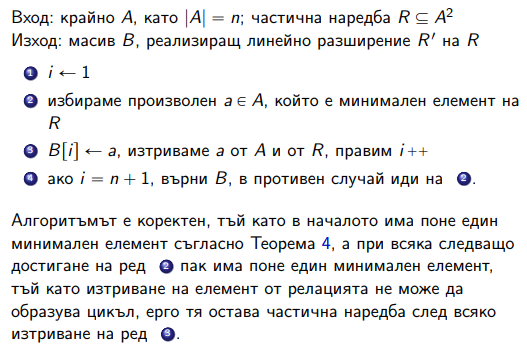 Вход: крайно A, като |A| = n; частична наредба R ⊆ A²
Изход: масив B, реализиращ линейно разширение R′ на R
1 i ← 1
2 избираме произволен a ∈ A, който е минимален елемент на
R
3 B[i] ← a, изтриваме a от A и от R, правим i++
4 ако i = n + 1, върни B, в противен случай иди на 2.
Алгоритъмът е коректен, тъй като в началото има поне един
минимален елемент съгласно Теорема 4, а при всяка следващо
достигане на ред 2 пак има поне един минимален елемент,
тъй като изтриване на елемент от релацията не може да
образува цикъл, ерго тя остава частична наредба след всяко
изтриване на ред 3.